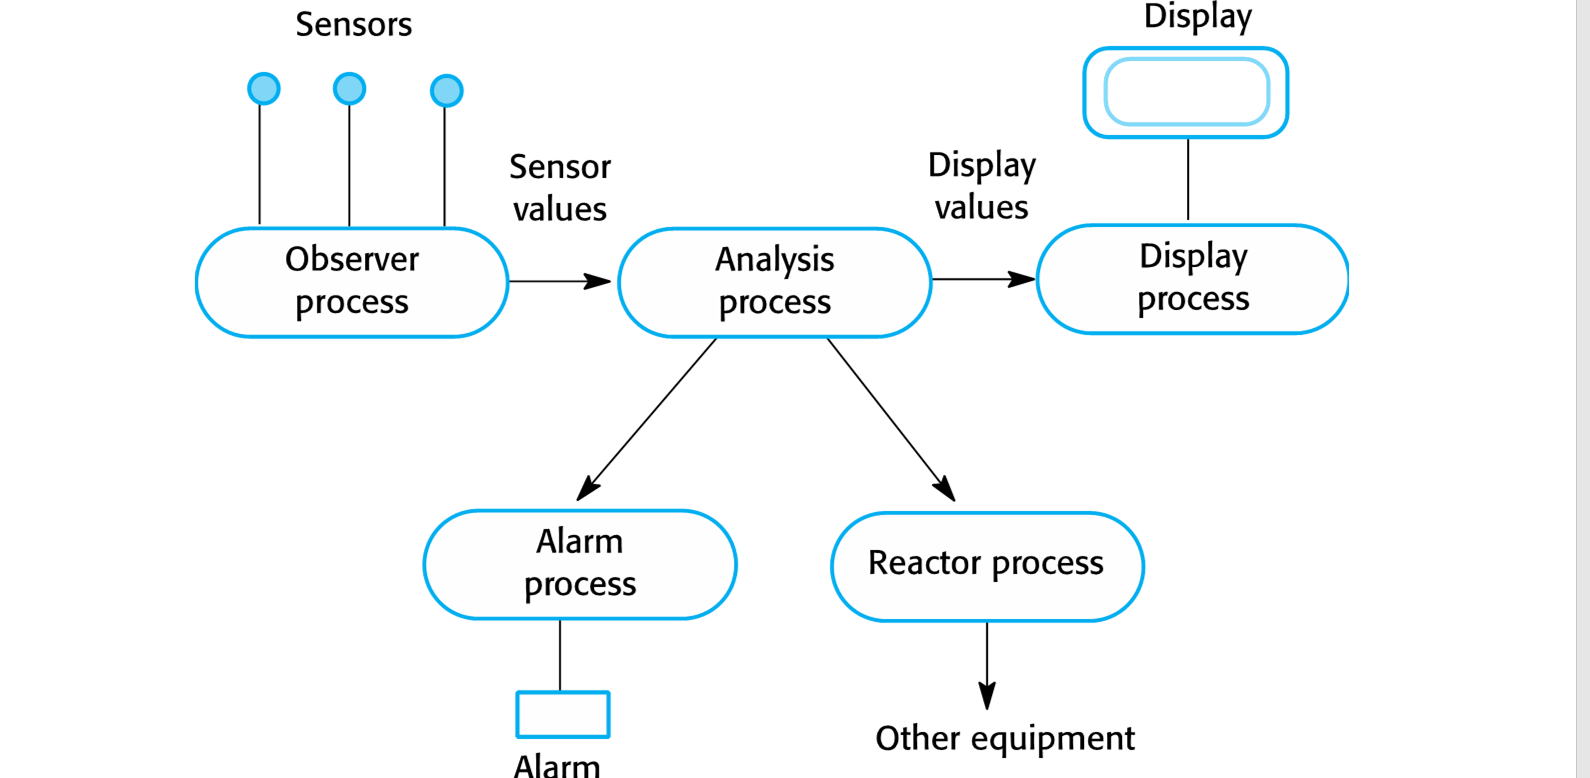 Sensors
Display
Sensor
values
Display
values
Observer
process
Analysis
process
Display
process
Alarm
process
Reactor process
Other equipment
Alarm